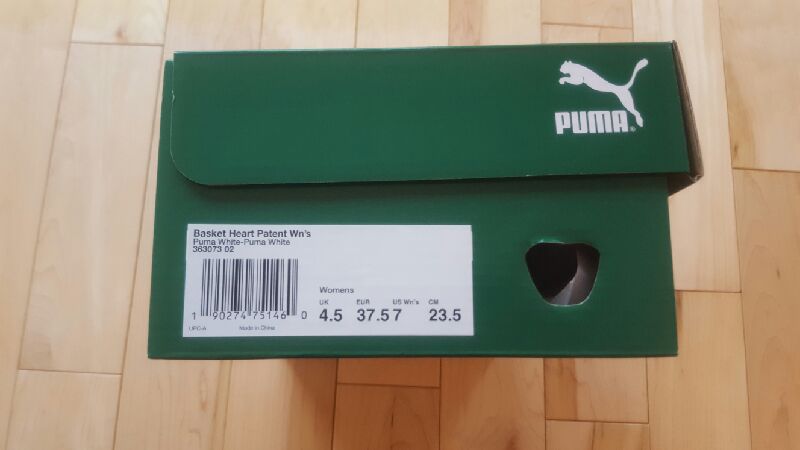 PUMA®
Basket Heart Patent Wn's
Puma White-Puma White
363073 02
1 90274 75146 0
UPC-A Made in China
Womens
UK EUR US Wn's CM
4.5 37.5 7 23.5